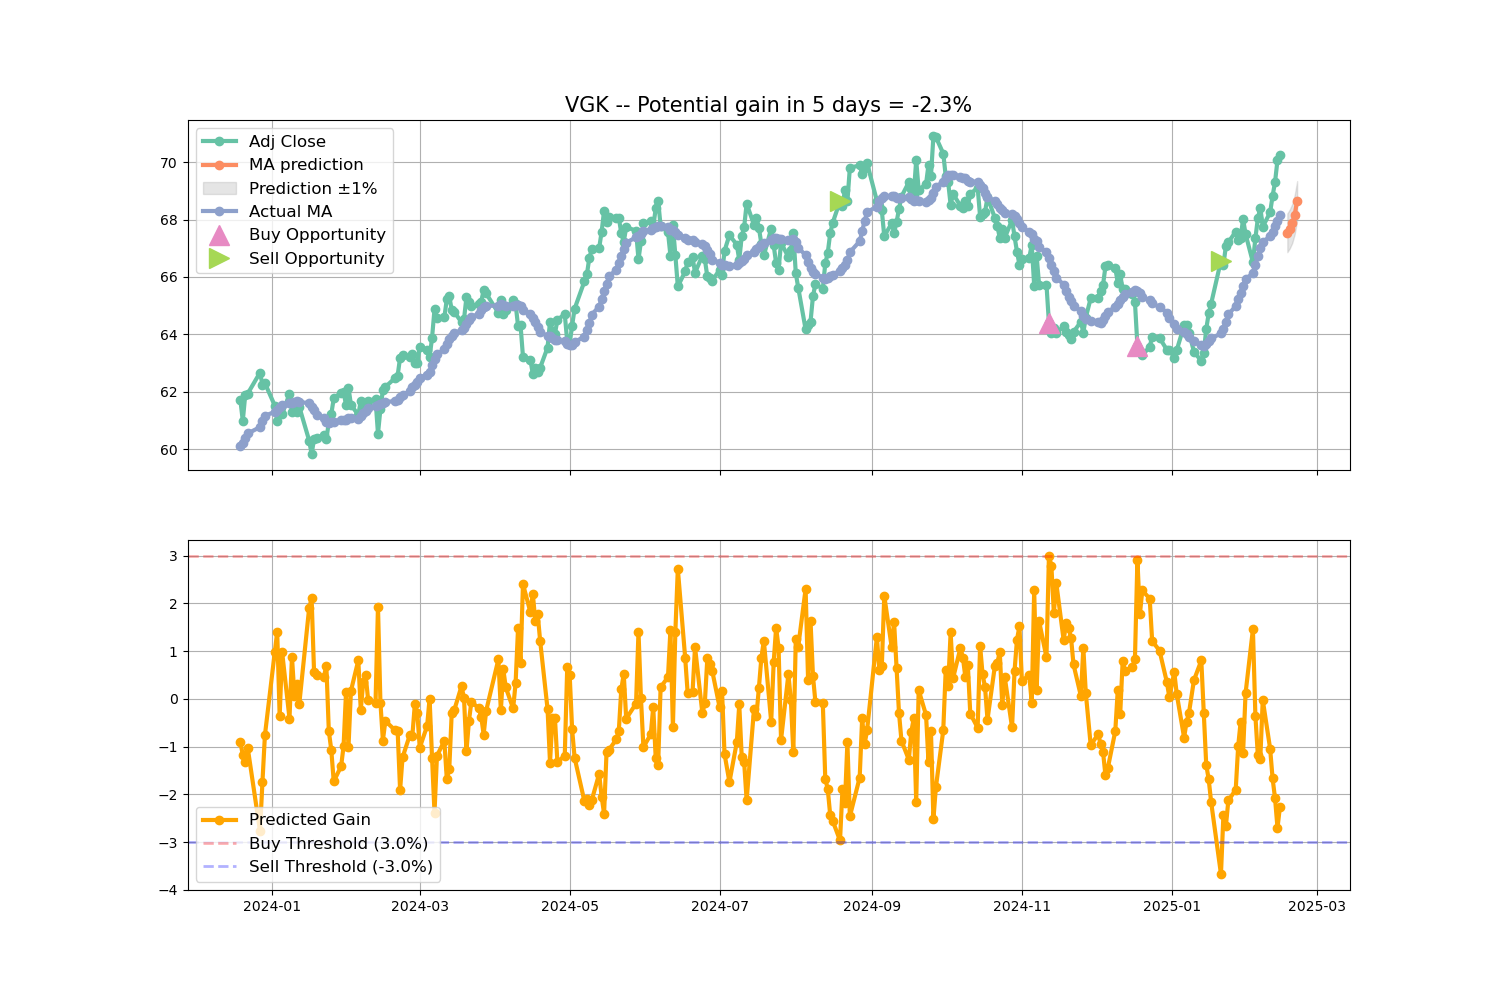 VGK -- Potential gain in 5 days = -2.3%
Adj Close
MA prediction
Prediction ±1%
Actual MA
Buy Opportunity
Sell Opportunity
70
68
66
64
62
60
3
2
1
0
−1
−2
−3
−4
Predicted Gain
Buy Threshold (3.0%)
Sell Threshold (-3.0%)
2024-01 2024-03 2024-05 2024-07 2024-09 2024-11 2025-01 2025-03